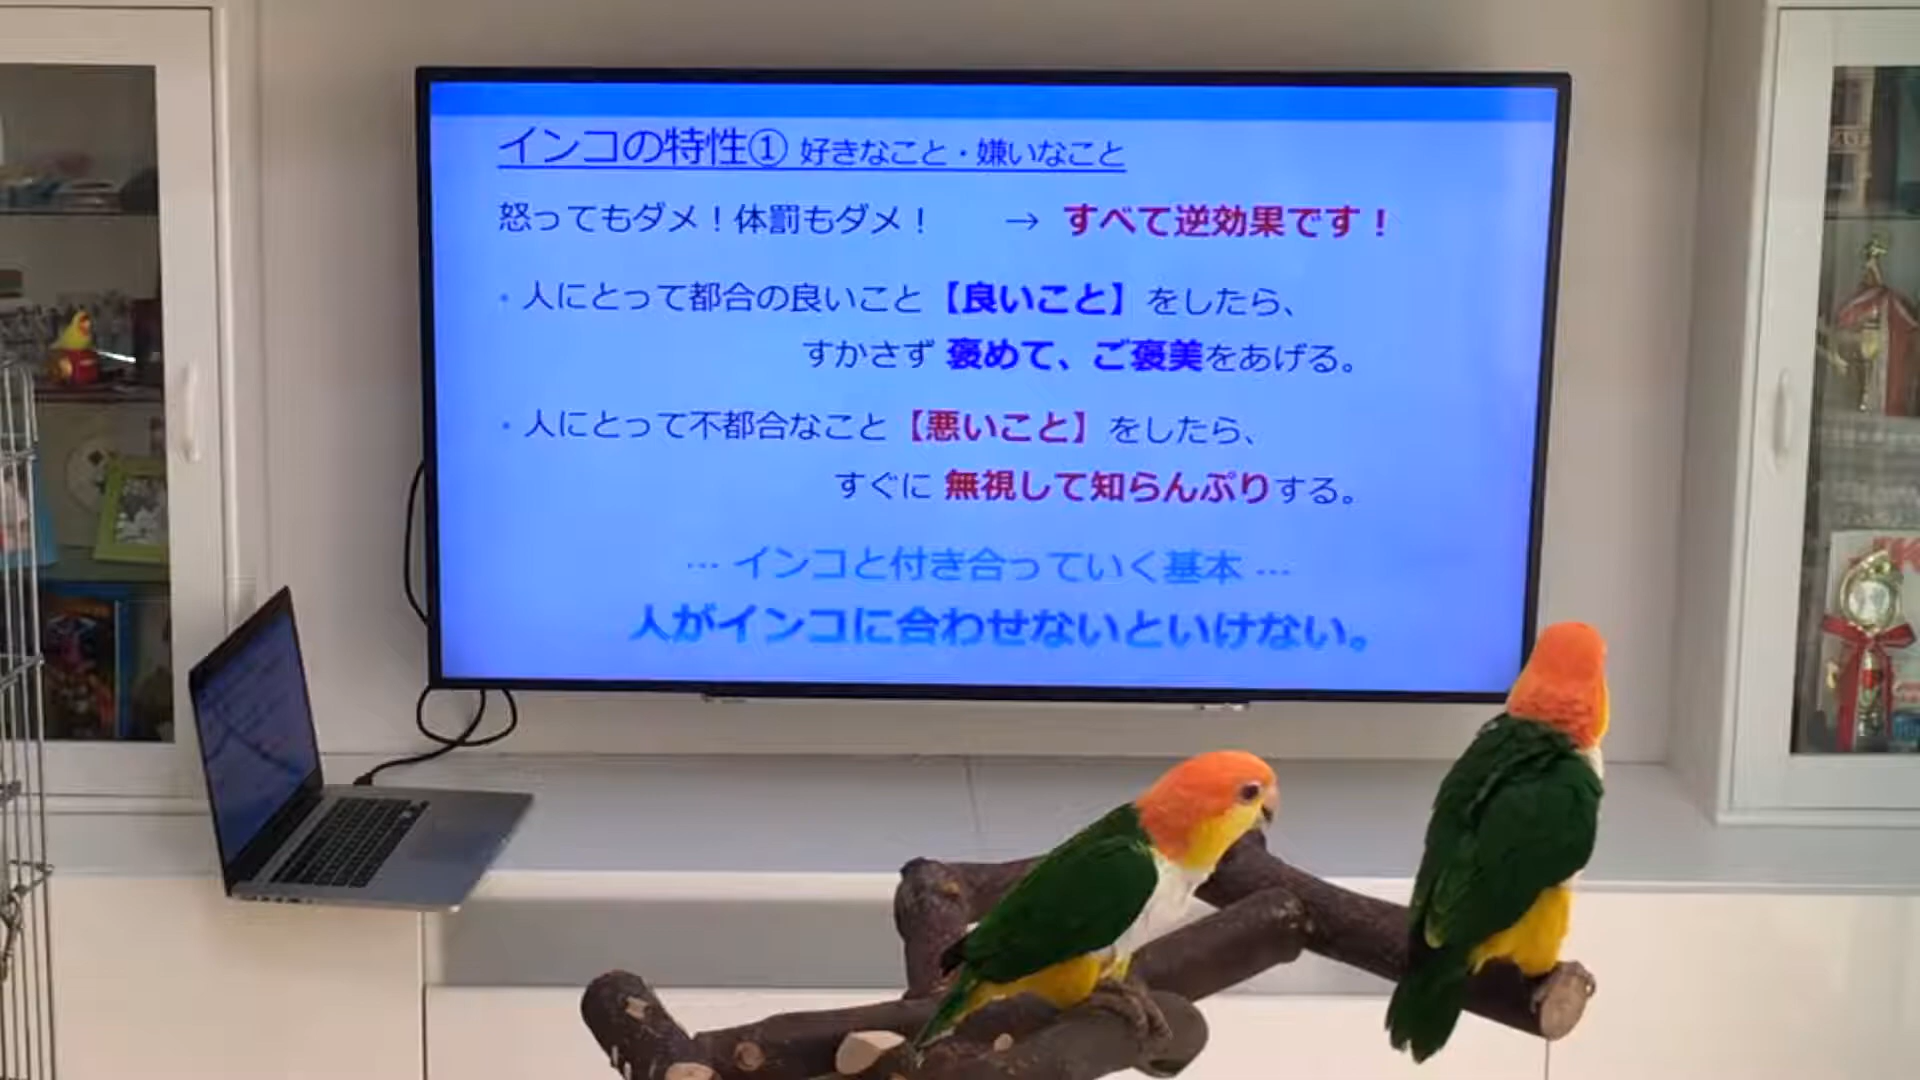 インコの特性① 好きなこと・嫌いなこと
怒ってもダメ！体罰もダメ！ → すべて逆効果です！
・人にとって都合の良いこと【良いこと】をしたら、
すかさず 褒めて、ご褒美をあげる。
・人にとって不都合なこと【悪いこと】をしたら、
すぐに 無視して知らんぷりする。
… インコと付き合っていく基本 …
人がインコに合わせないといけない。